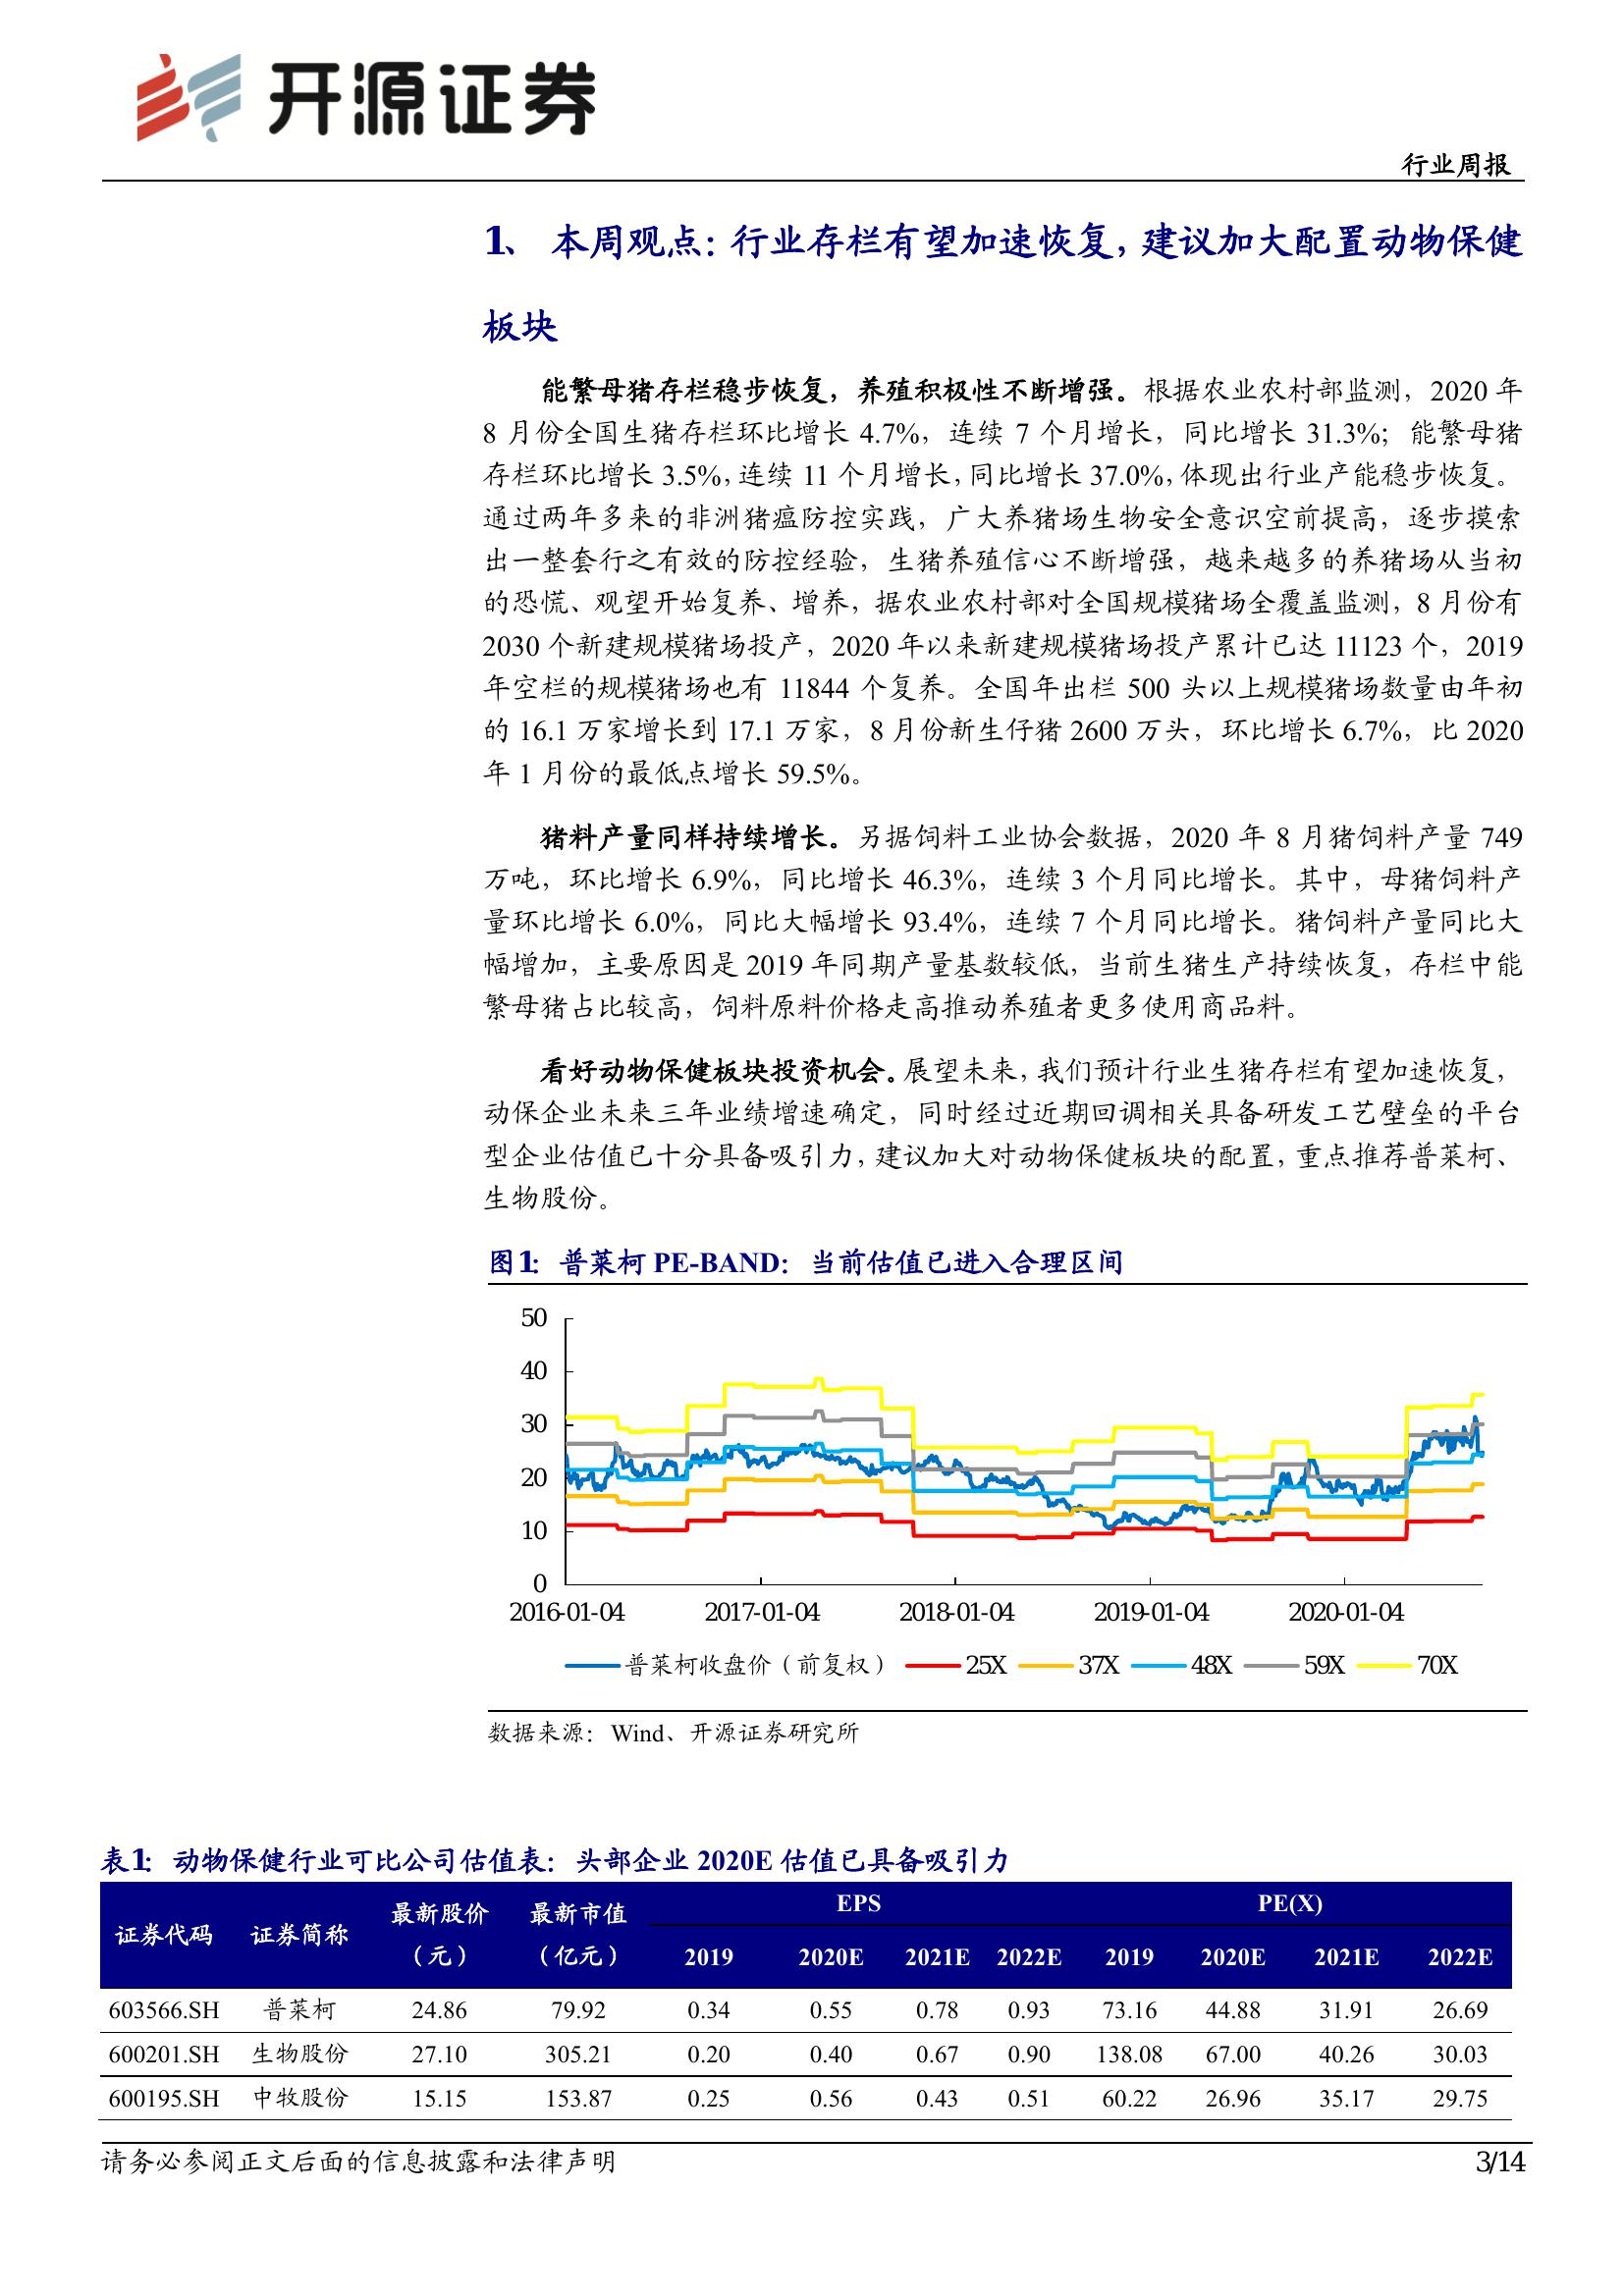 开源证券
行业周报
1、 本周观点：行业存栏有望加速恢复，建议加大配置动物保健
板块
能繁母猪存栏稳步恢复，养殖积极性不断增强。根据农业农村部监测，2020 年
8 月份全国生猪存栏环比增长 4.7%，连续 7 个月增长，同比增长 31.3%；能繁母猪
存栏环比增长 3.5%，连续 11 个月增长，同比增长 37.0%，体现出行业产能稳步恢复。
通过两年多来的非洲猪瘟防控实践，广大养猪场生物安全意识空前提高，逐步摸索
出一整套行之有效的防控经验，生猪养殖信心不断增强，越来越多的养猪场从当初
的恐慌、观望开始复养、增养，据农业农村部对全国规模猪场全覆盖监测，8 月份有
2030 个新建规模猪场投产，2020 年以来新建规模猪场投产累计已达 11123 个，2019
年空栏的规模猪场也有 11844 个复养。全国年出栏 500 头以上规模猪场数量由年初
的 16.1 万家增长到 17.1 万家，8 月份新生仔猪 2600 万头，环比增长 6.7%，比 2020
年 1 月份的最低点增长 59.5%。
猪料产量同样持续增长。另据饲料工业协会数据，2020 年 8 月猪饲料产量 749
万吨，环比增长 6.9%，同比增长 46.3%，连续 3 个月同比增长。其中，母猪饲料产
量环比增长 6.0%，同比大幅增长 93.4%，连续 7 个月同比增长。猪饲料产量同比大
幅增加，主要原因是 2019 年同期产量基数较低，当前生猪生产持续恢复，存栏中能
繁母猪占比较高，饲料原料价格走高推动养殖者更多使用商品料。
看好动物保健板块投资机会。展望未来，我们预计行业生猪存栏有望加速恢复，
动保企业未来三年业绩增速确定，同时经过近期回调相关具备研发工艺壁垒的平台
型企业估值已十分具备吸引力，建议加大对动物保健板块的配置，重点推荐普莱柯、
生物股份。
图1：普莱柯 PE-BAND：当前估值已进入合理区间
50
40
30
20
10
0
2016-01-04 2017-01-04 2018-01-04 2019-01-04 2020-01-04
普莱柯收盘价（前复权） 25X 37X 48X 59X 70X
数据来源：Wind、开源证券研究所
表1：动物保健行业可比公司估值表：头部企业 2020E 估值已具备吸引力
证券代码 证券简称 最新股价（元） 最新市值（亿元） EPS PE(X)
2019 2020E 2021E 2022E 2019 2020E 2021E 2022E
603566.SH 普莱柯 24.86 79.92 0.34 0.55 0.78 0.93 73.16 44.88 31.91 26.69
600201.SH 生物股份 27.10 305.21 0.20 0.40 0.67 0.90 138.08 67.00 40.26 30.03
600195.SH 中牧股份 15.15 153.87 0.25 0.56 0.43 0.51 60.22 26.96 35.17 29.75
请务必参阅正文后面的信息披露和法律声明 3/14